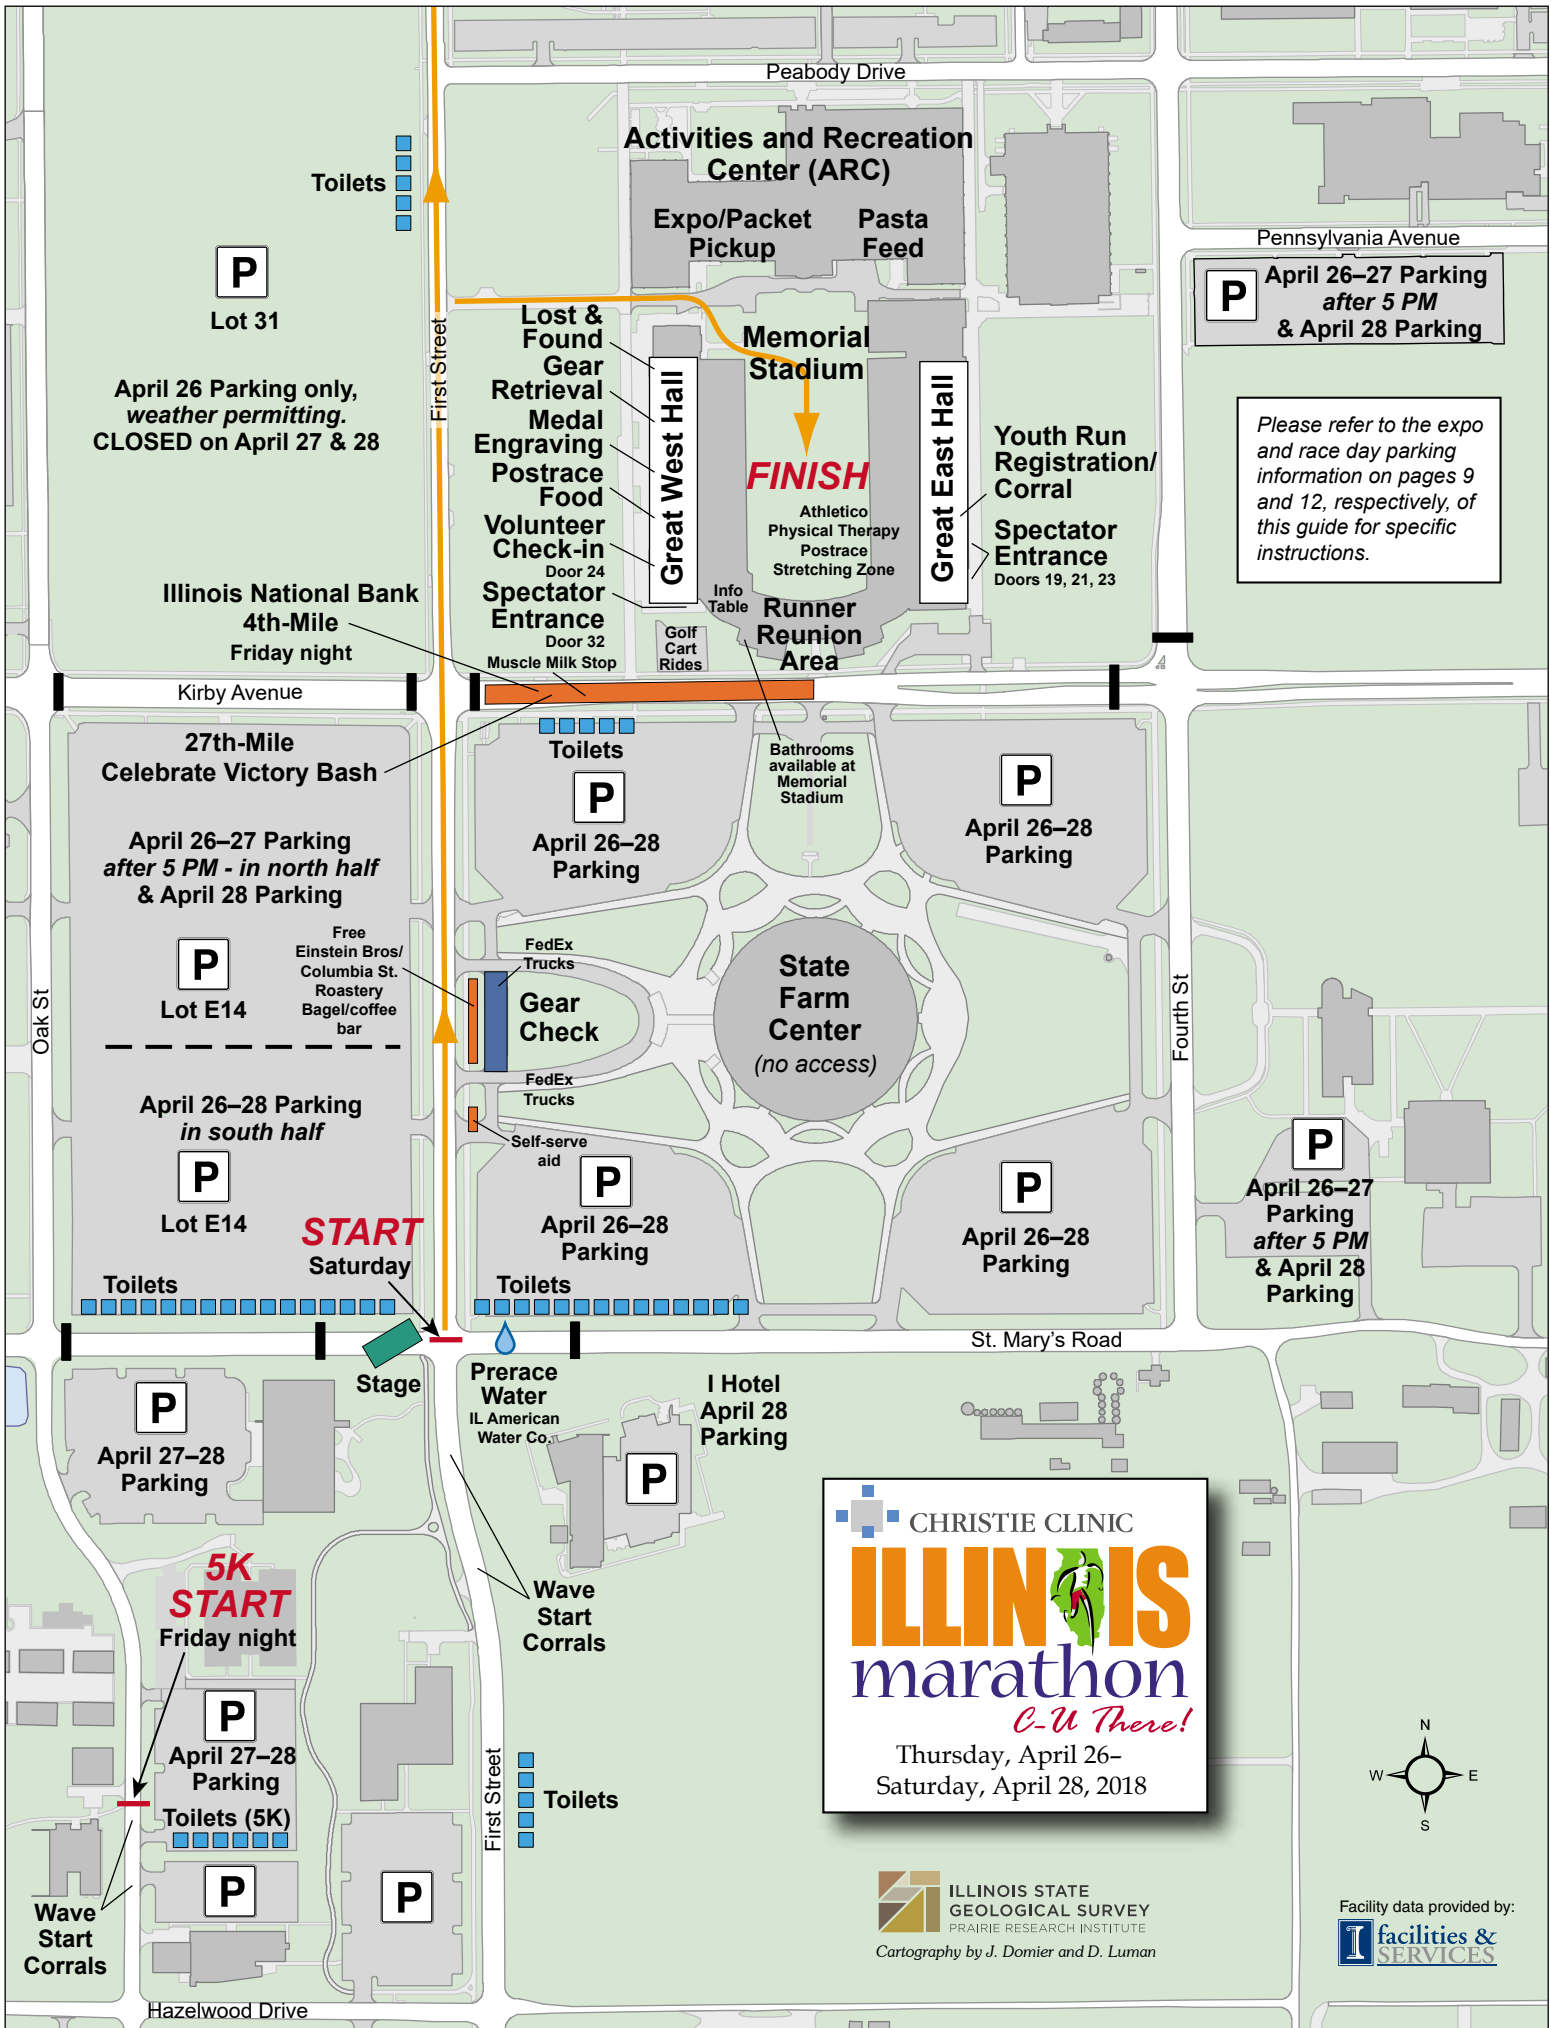 Peabody Drive
Activities and Recreation
Center (ARC)
Toilets
Expo/Packet
Pickup
Pasta
Feed
Pennsylvania Avenue
P
Lot 31
P
April 26–27 Parking
after 5 PM
& April 28 Parking
April 26 Parking only,
weather permitting.
CLOSED on April 27 & 28
First Street
Lost &
Found
Gear
Retrieval
Medal
Engraving
Postrace
Food
Volunteer
Check-in
Door 24
Spectator
Entrance
Door 32
Muscle Milk Stop
Great West Hall
Memorial
Stadium
FINISH
Athletico
Physical Therapy
Postrace
Stretching Zone
Great East Hall
Youth Run
Registration/
Corral
Spectator
Entrance
Doors 19, 21, 23
Please refer to the expo
and race day parking
information on pages 9
and 12, respectively, of
this guide for specific
instructions.
Illinois National Bank
4th-Mile
Friday night
Info
Table
Golf
Cart
Rides
Runner
Reunion
Area
Kirby Avenue
27th-Mile
Celebrate Victory Bash
Toilets
P
April 26–28
Parking
Bathrooms
available at
Memorial
Stadium
P
April 26–28
Parking
April 26–27 Parking
after 5 PM - in north half
& April 28 Parking
P
Lot E14
Free
Einstein Bros/
Columbia St.
Roastery
Bagel/coffee
bar
FedEx
Trucks
Gear
Check
FedEx
Trucks
Self-serve
aid
State
Farm
Center
(no access)
Oak St
Fourth St
April 26–28 Parking
in south half
P
Lot E14
START
Saturday
P
April 26–28
Parking
P
April 26–28
Parking
P
April 26–27
Parking
after 5 PM
& April 28
Parking
Toilets
Toilets
St. Mary's Road
Stage
Prerace
Water
IL American
Water Co.
P
April 27–28
Parking
I Hotel
April 28
Parking
P
Wave
Start
Corrals
5K
START
Friday night
P
April 27–28
Parking
Toilets (5K)
P
P
Wave
Start
Corrals
First Street
Toilets
Hazelwood Drive
CHRISTIE CLINIC
ILLINOIS
marathon
C-U There!
Thursday, April 26–
Saturday, April 28, 2018
N
W E
S
ILLINOIS STATE
GEOLOGICAL SURVEY
PRAIRIE RESEARCH INSTITUTE
Cartography by J. Domier and D. Luman
Facility data provided by:
I
facilities &
SERVICES